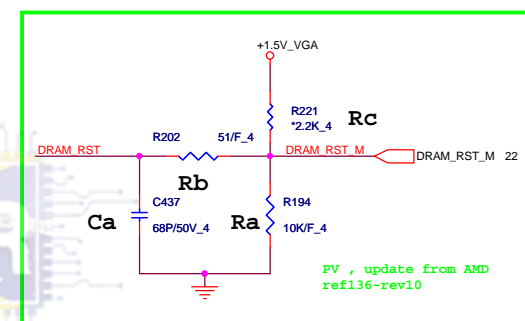 +1.5V_VGA
R221
*2.2K_4
Rc
R202
51/F_4
DRAM_RST
DRAM_RST_M
DRAM_RST_M 22
Rb
C437
R194
Ca
68P/50V_4
Ra
10K/F_4
PV , update from AMD
ref136-rev10